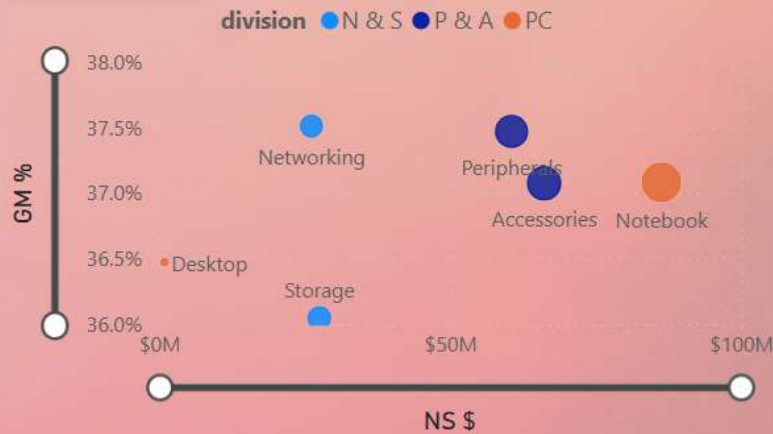 division N & S P & A PC
38.0%
37.5%
Networking
Peripherals
37.0%
Accessories Notebook
36.5%
Desktop
Storage
36.0%
$0M $50M $100M
GM %
NS $